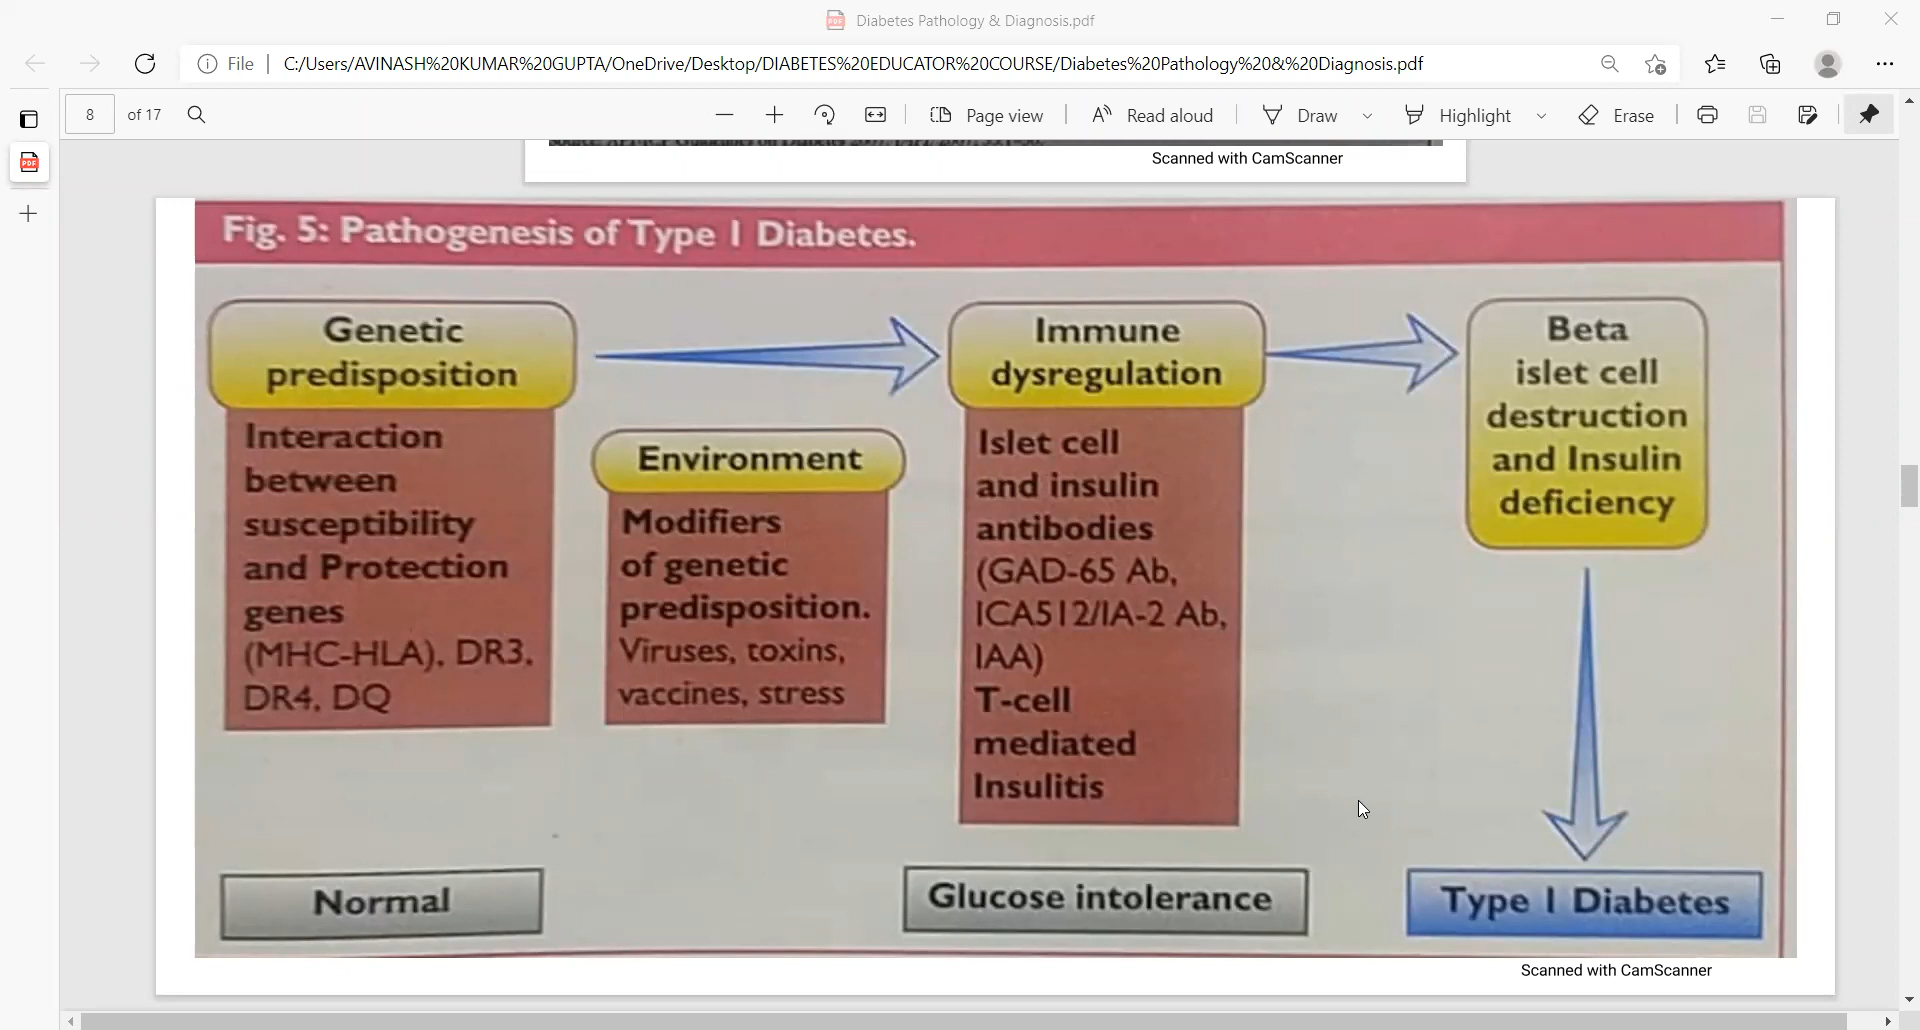 Diabetes Pathology & Diagnosis.pdf
File
C:/Users/AVINASH%20KUMAR%20GUPTA/OneDrive/Desktop/DIABETES%20EDUCATOR%20COURSE/Diabetes%20Pathology%20&%20Diagnosis.pdf
8 of 17
Page view
Read aloud
Draw
Highlight
Erase
Scanned with CamScanner
Fig. 5: Pathogenesis of Type 1 Diabetes.
Genetic
predisposition
Interaction
between
susceptibility
and Protection
genes
(MHC-HLA), DR3,
DR4, DQ
Environment
Modifiers
of genetic
predisposition.
Viruses, toxins,
vaccines, stress
Immune
dysregulation
Islet cell
and insulin
antibodies
(GAD-65 Ab,
ICA512/IA-2 Ab,
IAA)
T-cell
mediated
Insulitis
Beta
islet cell
destruction
and Insulin
deficiency
Normal
Glucose intolerance
Type 1 Diabetes
Scanned with CamScanner